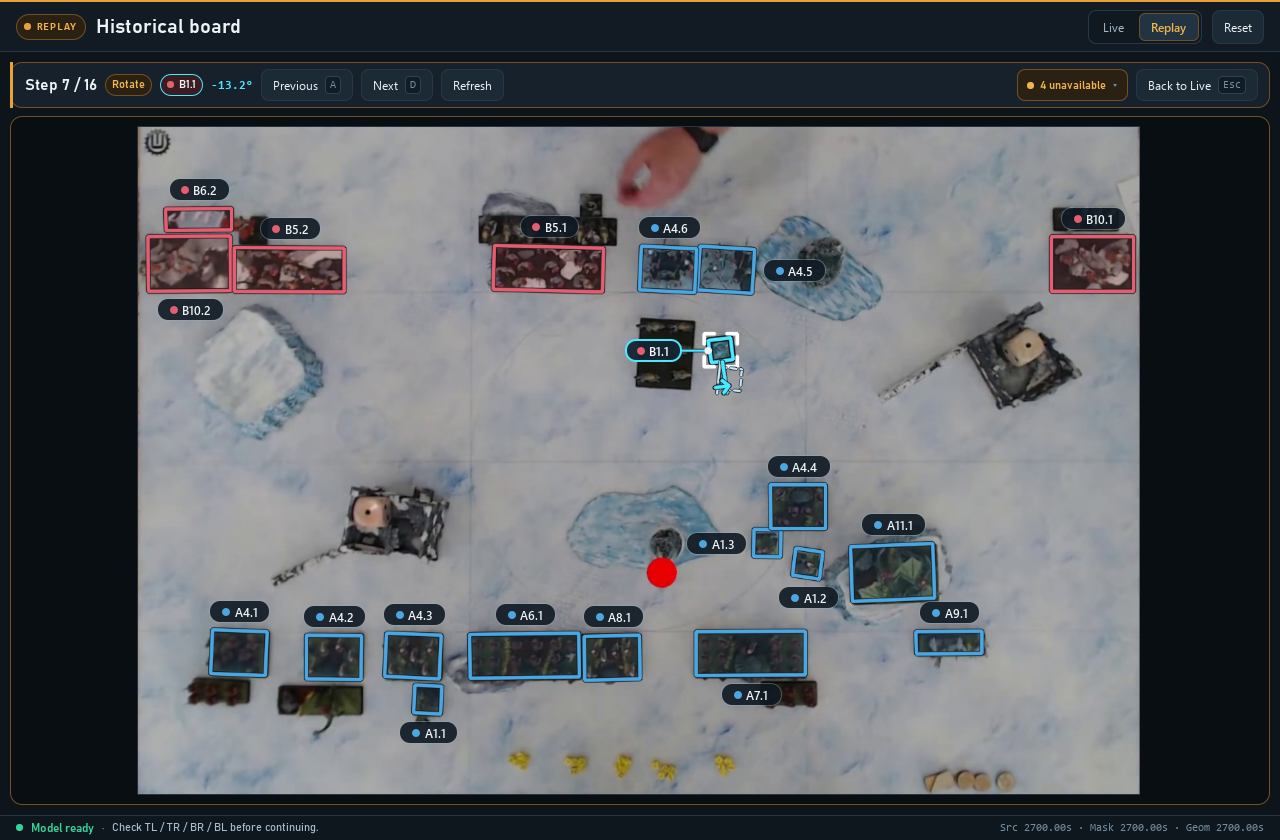 REPLAY Historical board Live Replay Reset
Step 7 / 16 Rotate B1.1 -13.2° Previous A Next D Refresh 4 unavailable Back to Live Esc
B6.2
B5.2
B5.1
A4.6
B10.1
A4.5
B10.2
B1.1
A4.4
A11.1
A1.3
A1.2
A4.1
A4.2
A4.3
A6.1
A8.1
A9.1
A7.1
A1.1
Model ready · Check TL / TR / BR / BL before continuing. Src 2700.00s · Mask 2700.00s · Geom 2700.00s